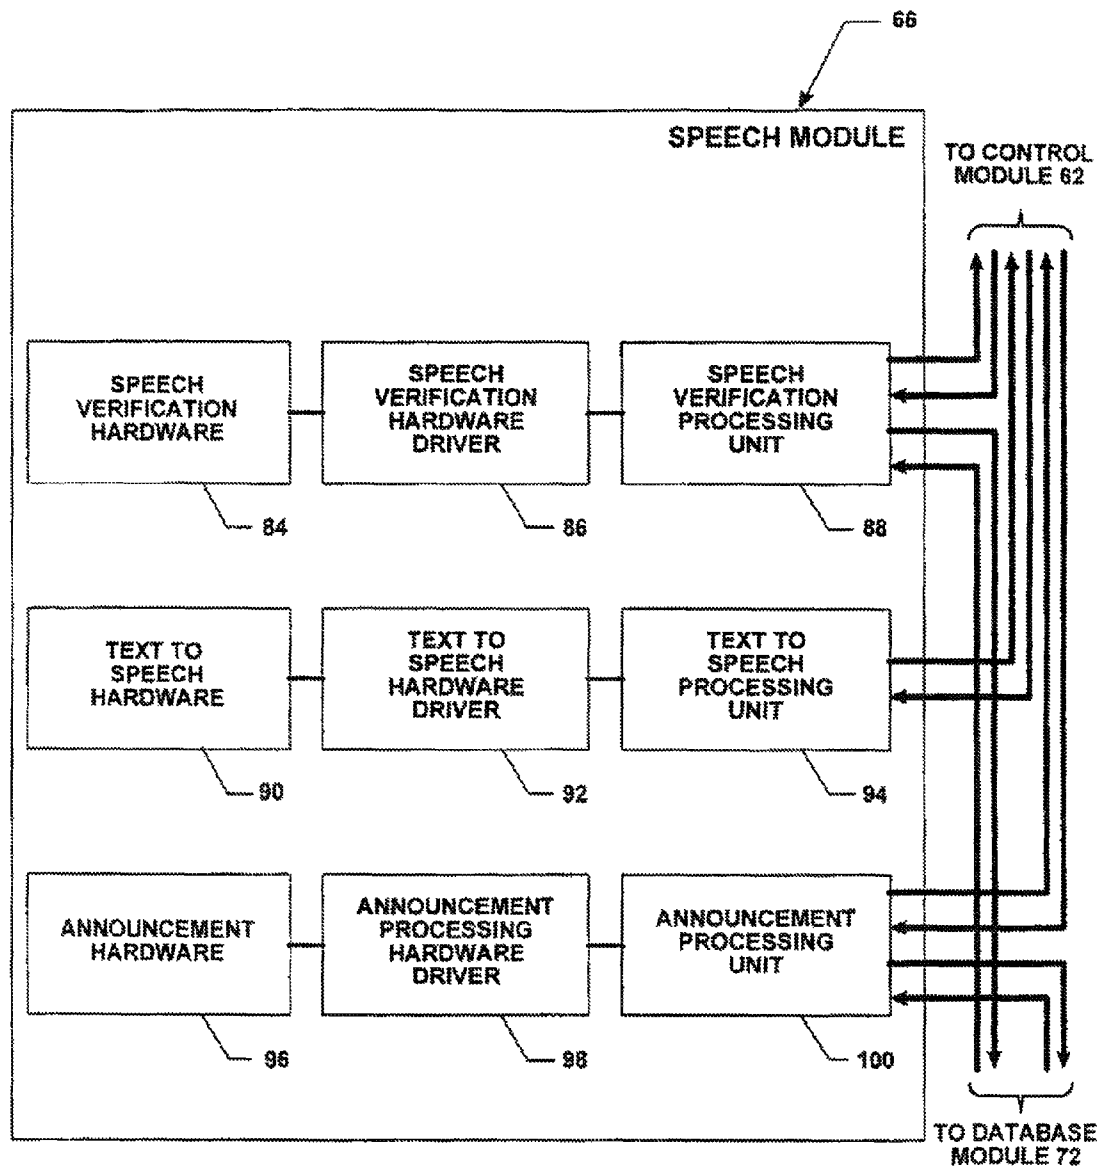 66
SPEECH MODULE
TO CONTROL
MODULE 62
SPEECH
VERIFICATION
HARDWARE
84
SPEECH
VERIFICATION
HARDWARE
DRIVER
86
SPEECH
VERIFICATION
PROCESSING
UNIT
88
TEXT TO
SPEECH
HARDWARE
90
TEXT TO
SPEECH
HARDWARE
DRIVER
92
TEXT TO
SPEECH
PROCESSING
UNIT
94
ANNOUNCEMENT
HARDWARE
96
ANNOUNCEMENT
PROCESSING
HARDWARE
DRIVER
98
ANNOUNCEMENT
PROCESSING
UNIT
100
TO DATABASE
MODULE 72